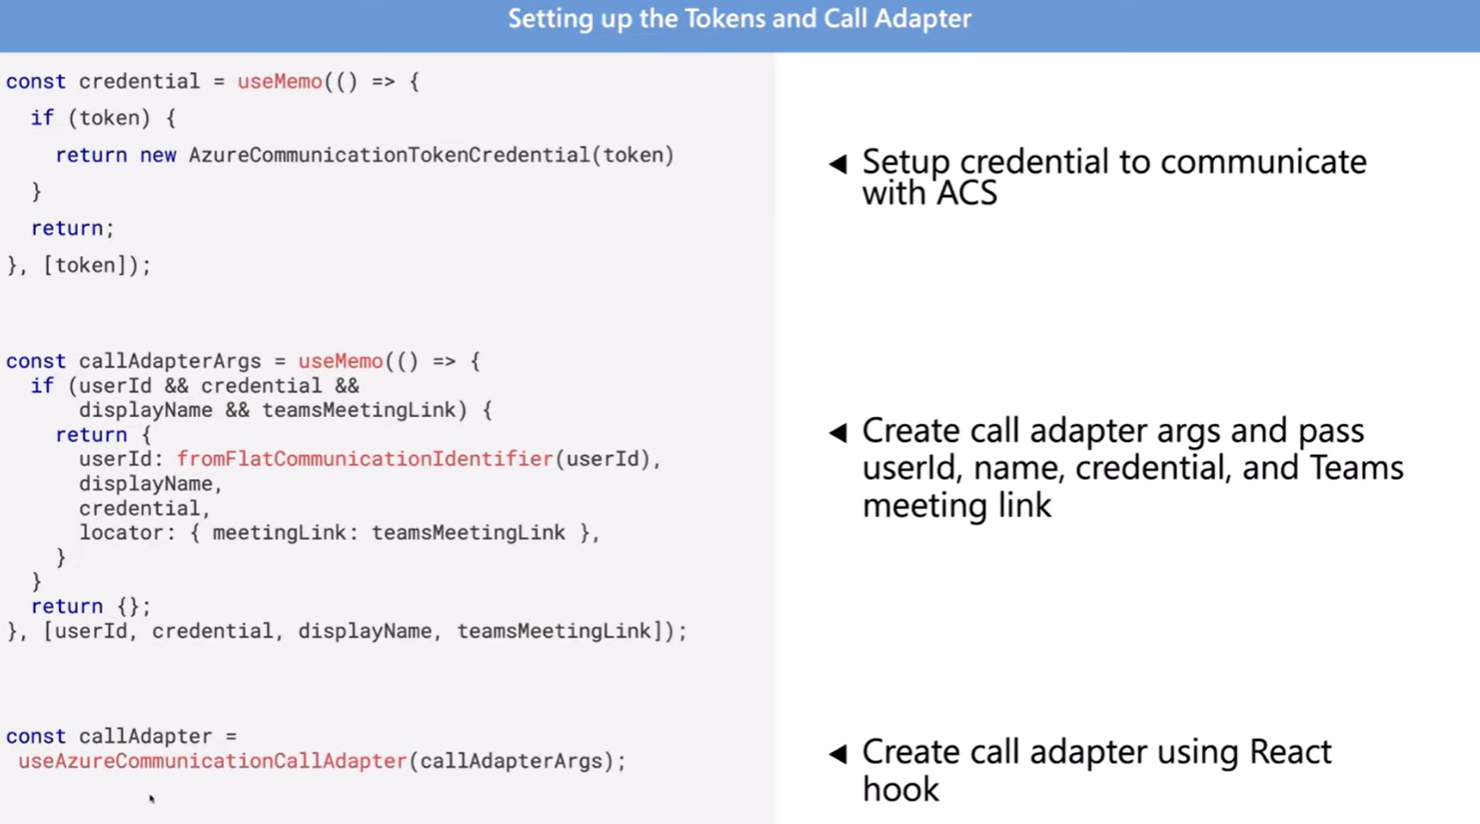 Setting up the Tokens and Call Adapter
const credential = useMemo(() => {
  if (token) {
    return new AzureCommunicationTokenCredential(token)
  }
  return;
}, [token]);
Setup credential to communicate
with ACS
const callAdapterArgs = useMemo(() => {
  if (userId && credential &&
      displayName && teamsMeetingLink) {
    return {
      userId: fromFlatCommunicationIdentifier(userId),
      displayName,
      credential,
      locator: { meetingLink: teamsMeetingLink },
    }
  }
  return {};
}, [userId, credential, displayName, teamsMeetingLink]);
Create call adapter args and pass
userId, name, credential, and Teams
meeting link
const callAdapter =
 useAzureCommunicationCallAdapter(callAdapterArgs);
Create call adapter using React
hook